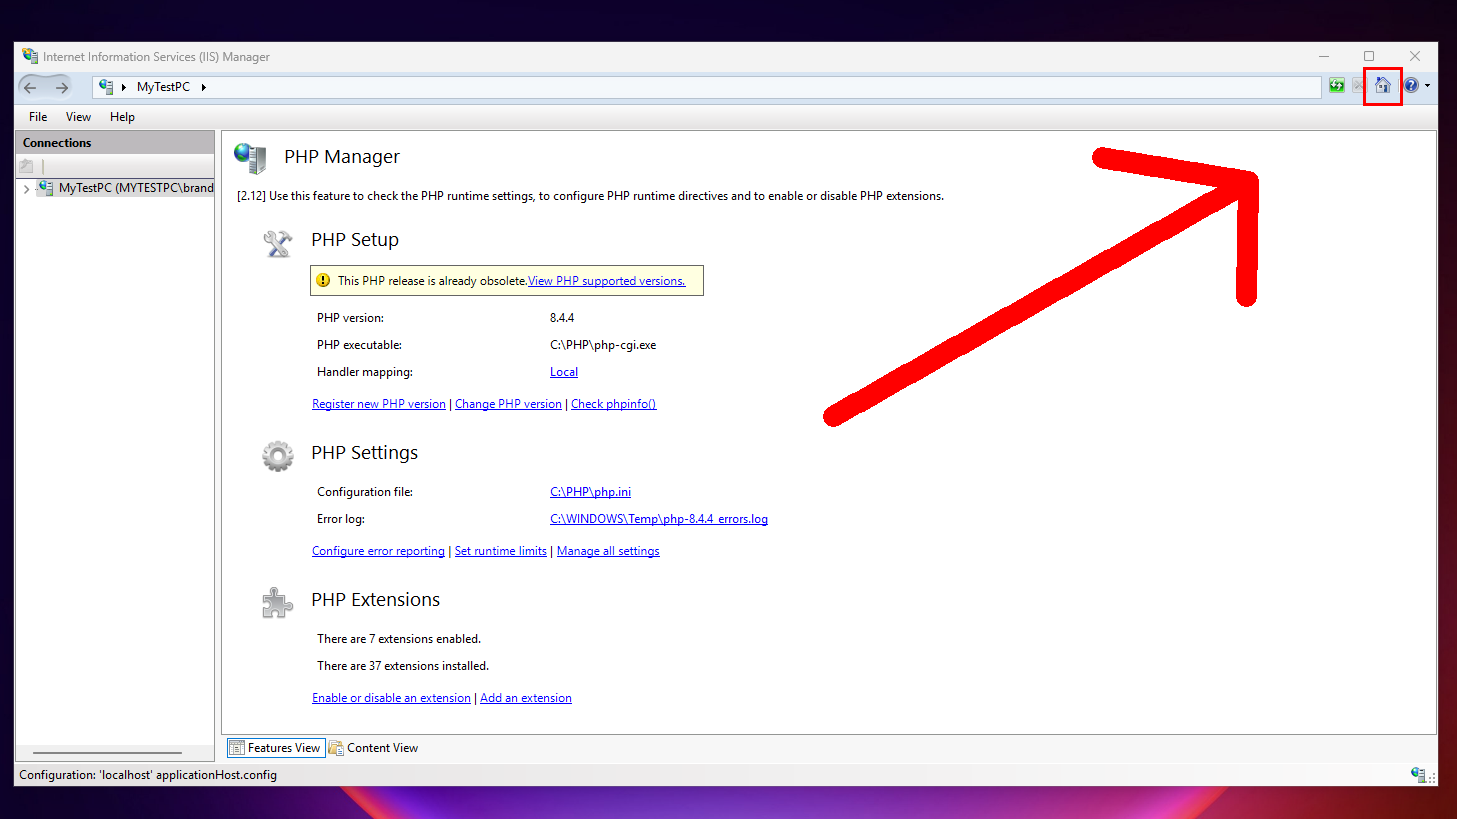 Internet Information Services (IIS) Manager
MyTestPC
File View Help
Connections
MyTestPC (MYTESTPC\brand
PHP Manager
[2.12] Use this feature to check the PHP runtime settings, to configure PHP runtime directives and to enable or disable PHP extensions.
PHP Setup
This PHP release is already obsolete.View PHP supported versions.
PHP version: 8.4.4
PHP executable: C:\PHP\php-cgi.exe
Handler mapping: Local
Register new PHP version | Change PHP version | Check phpinfo()
PHP Settings
Configuration file: C:\PHP\php.ini
Error log: C:\WINDOWS\Temp\php-8.4.4_errors.log
Configure error reporting | Set runtime limits | Manage all settings
PHP Extensions
There are 7 extensions enabled.
There are 37 extensions installed.
Enable or disable an extension | Add an extension
Features View Content View
Configuration: 'localhost' applicationHost.config